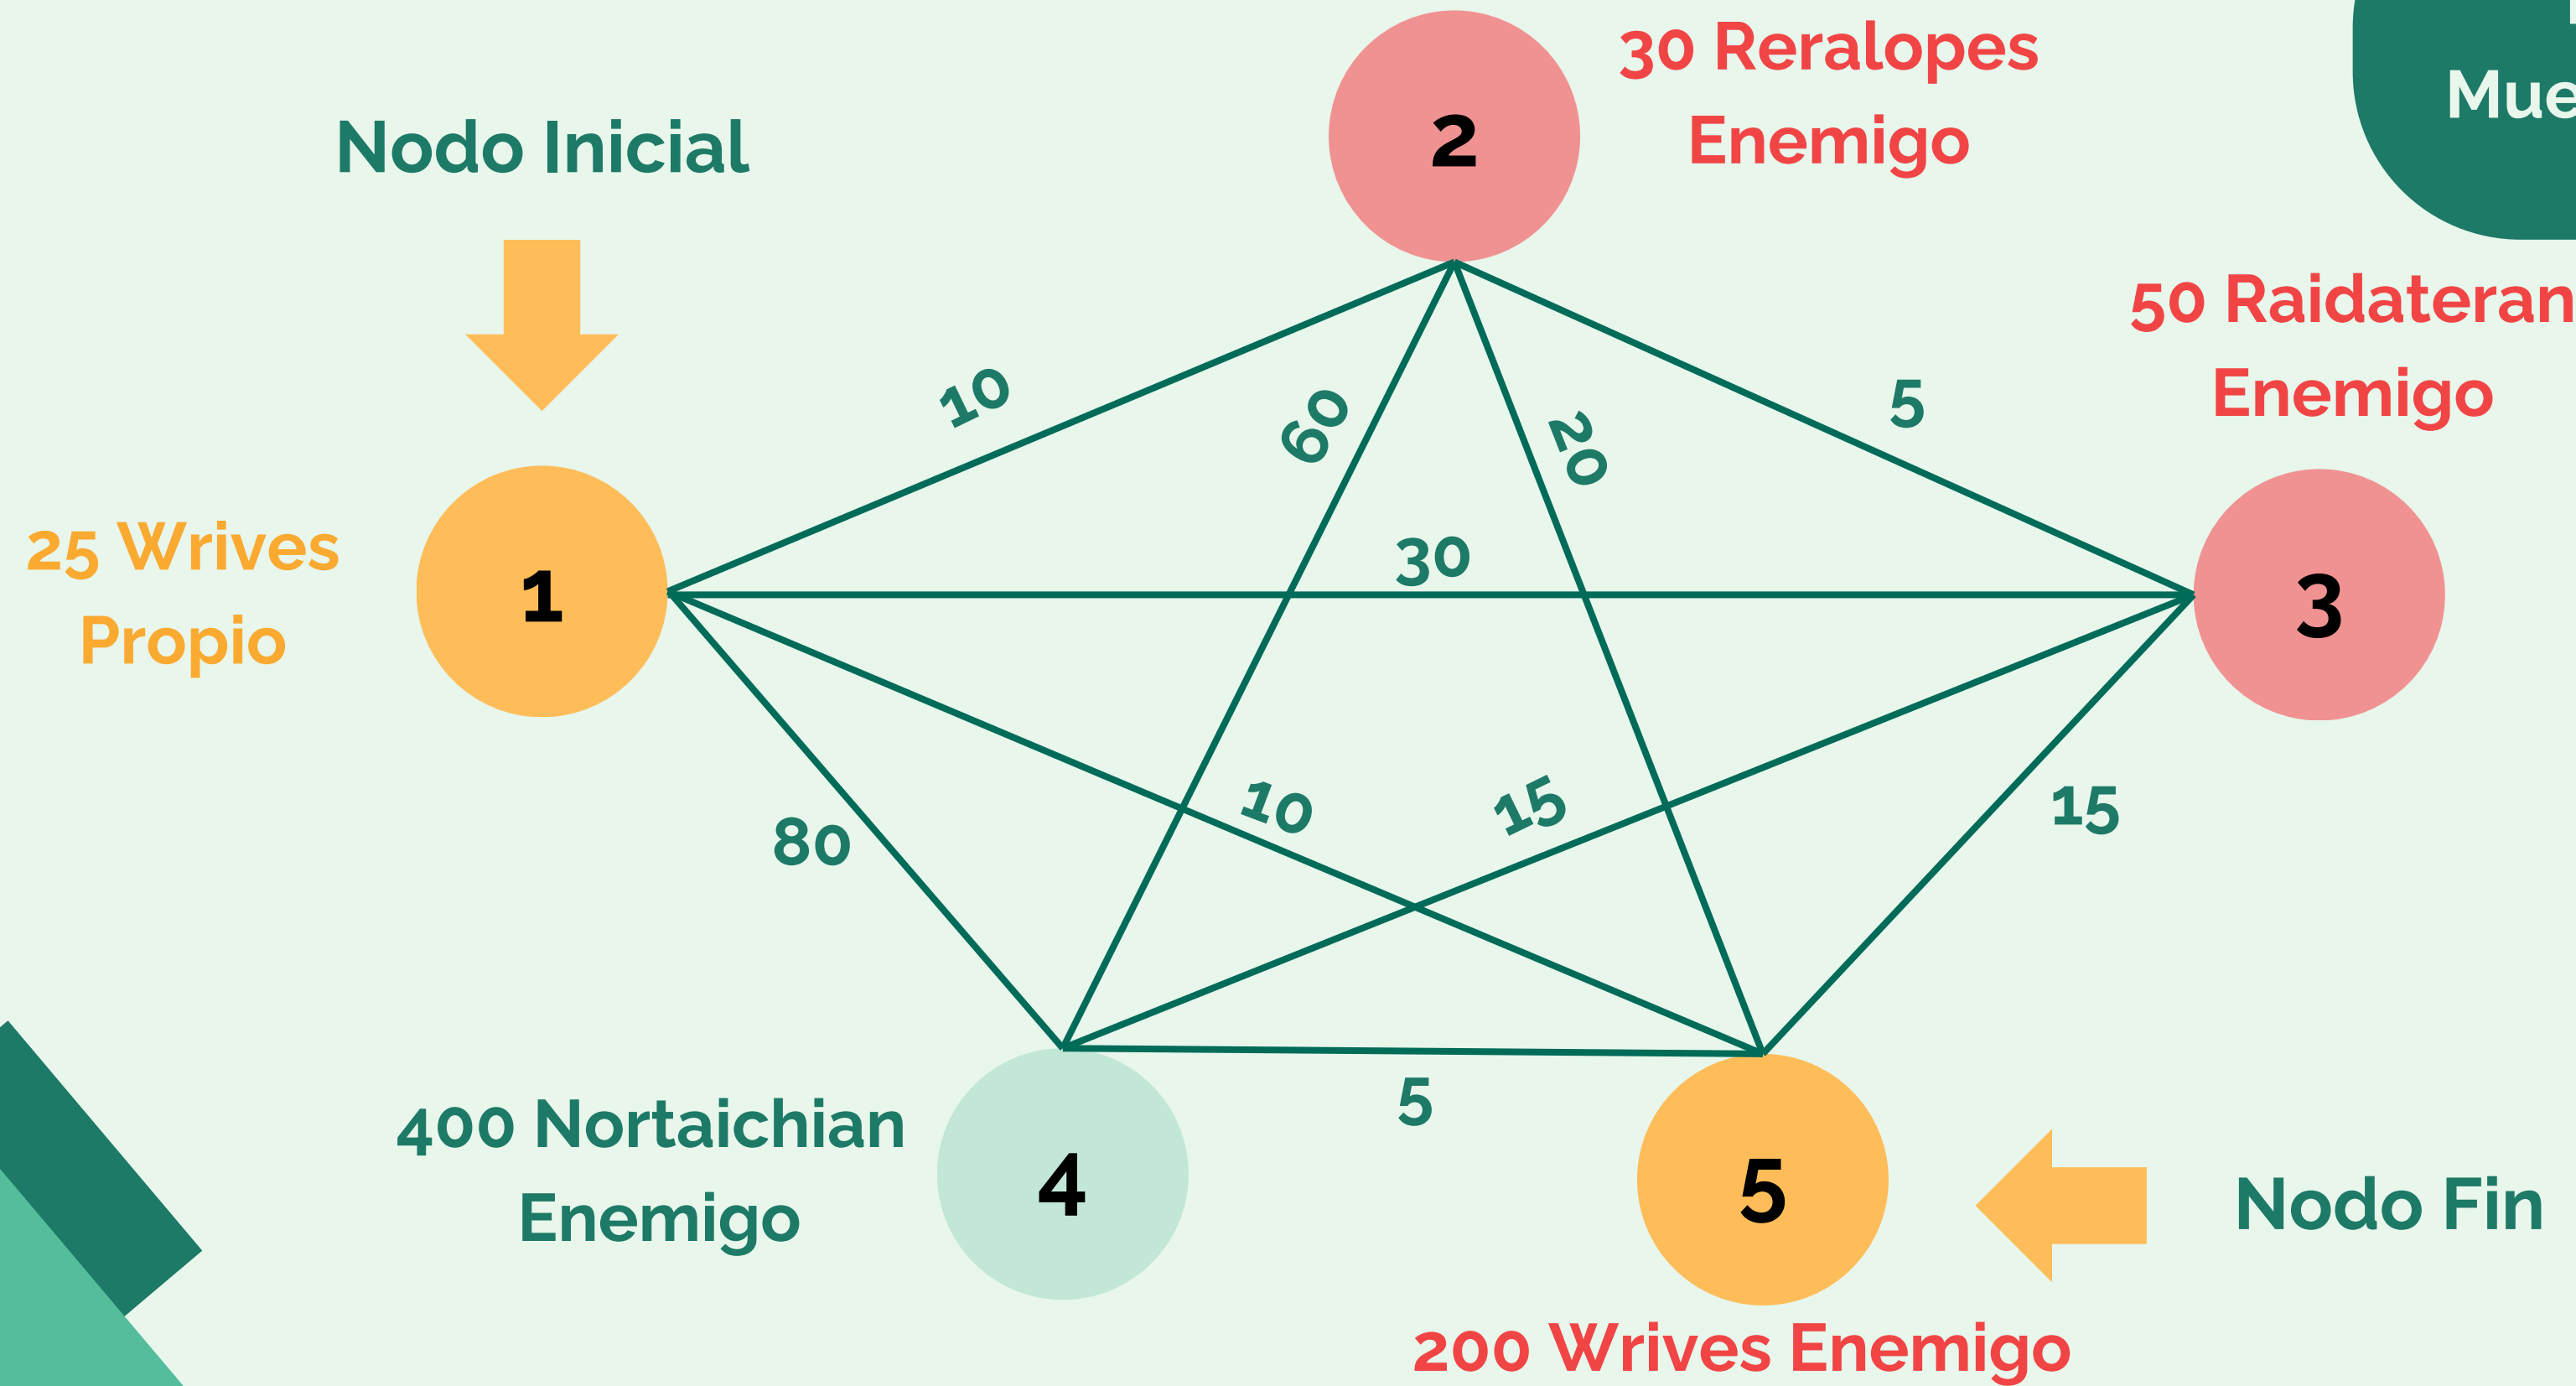 30 Reralopes
Enemigo
Nodo Inicial
2
50 Raidateran
Enemigo
10
60
20
5
25 Wrives
Propio
1
30
3
80
10
15
15
400 Nortaichian
Enemigo
4
5
5
Nodo Fin
200 Wrives Enemigo